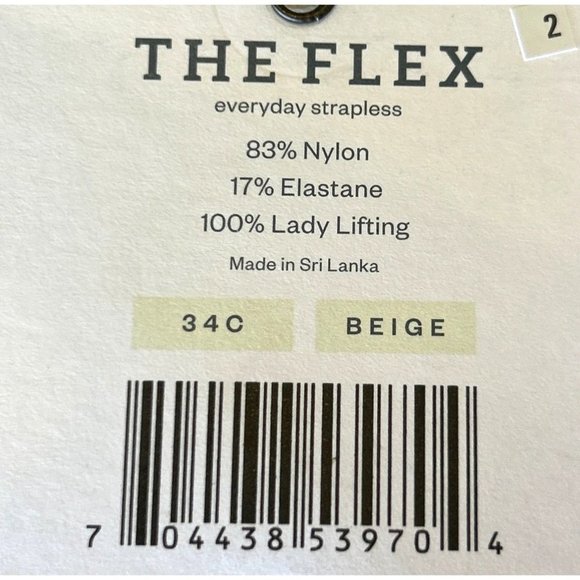 2
THE FLEX
everyday strapless
83% Nylon
17% Elastane
100% Lady Lifting
Made in Sri Lanka
34C BEIGE
7 04438 53970 4